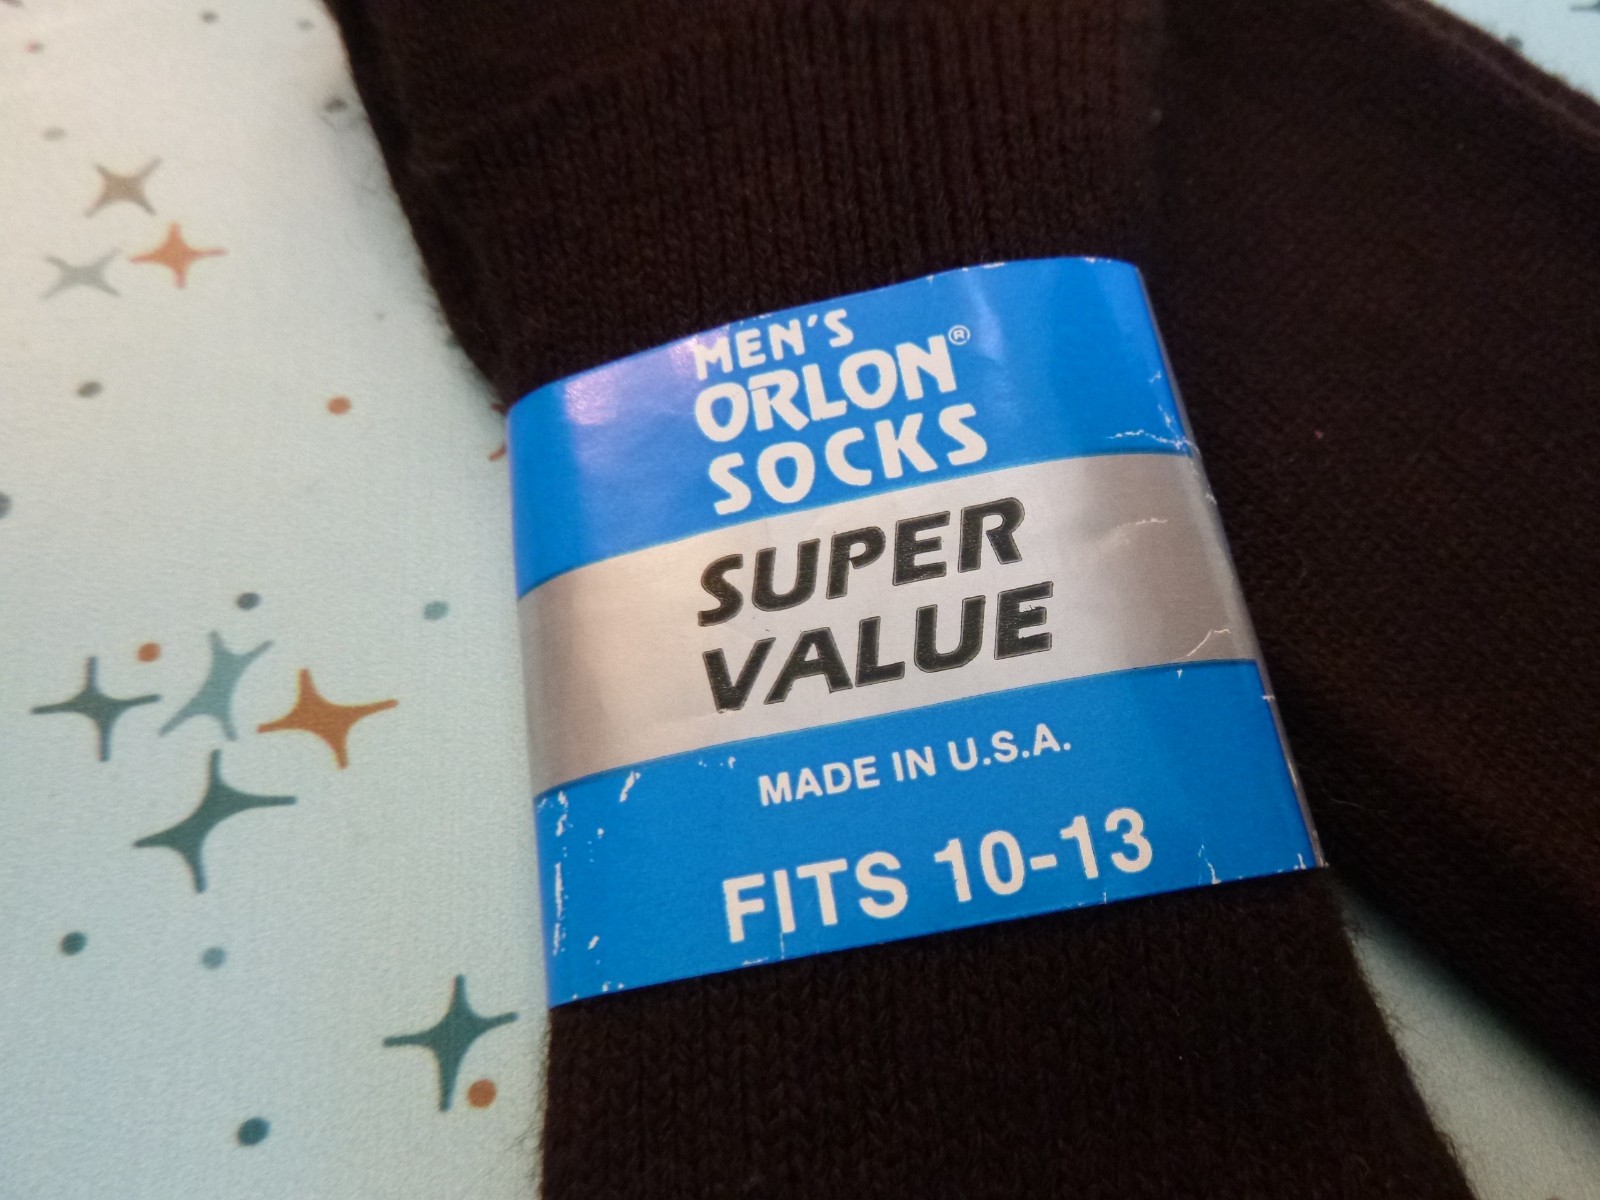 MEN'S
ORLON®
SOCKS
SUPER
VALUE
MADE IN U.S.A.
FITS 10-13